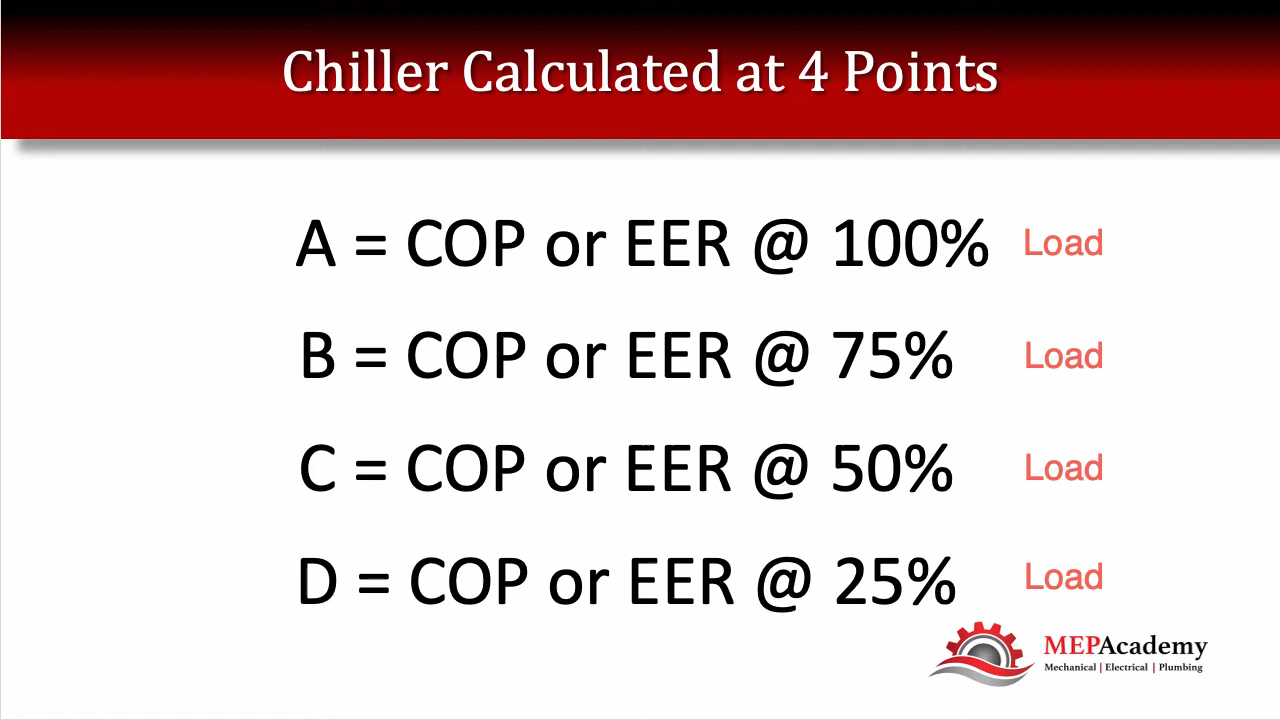 Chiller Calculated at 4 Points
A = COP or EER @ 100% Load
B = COP or EER @ 75% Load
C = COP or EER @ 50% Load
D = COP or EER @ 25% Load
MEPAcademy
Mechanical | Electrical | Plumbing